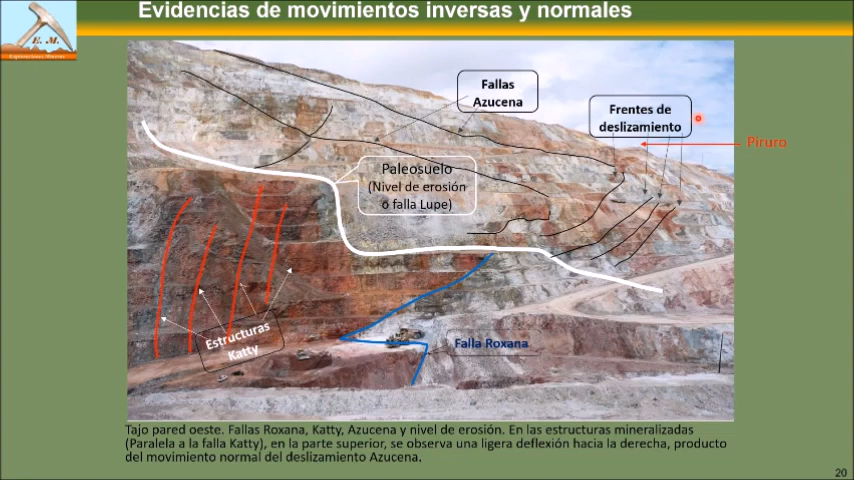 Evidencias de movimientos inversas y normales
E. M.
Exploraciones Mineras
Fallas
Azucena
Frentes de
deslizamiento
Piruro
Paleosuelo
(Nivel de erosión
ó falla Lupe)
Estructuras
Katty
Falla Roxana
Tajo pared oeste. Fallas Roxana, Katty, Azucena y nivel de erosión. En las estructuras mineralizadas
(Paralela a la falla Katty), en la parte superior, se observa una ligera deflexión hacia la derecha, producto
del movimiento normal del deslizamiento Azucena.
20